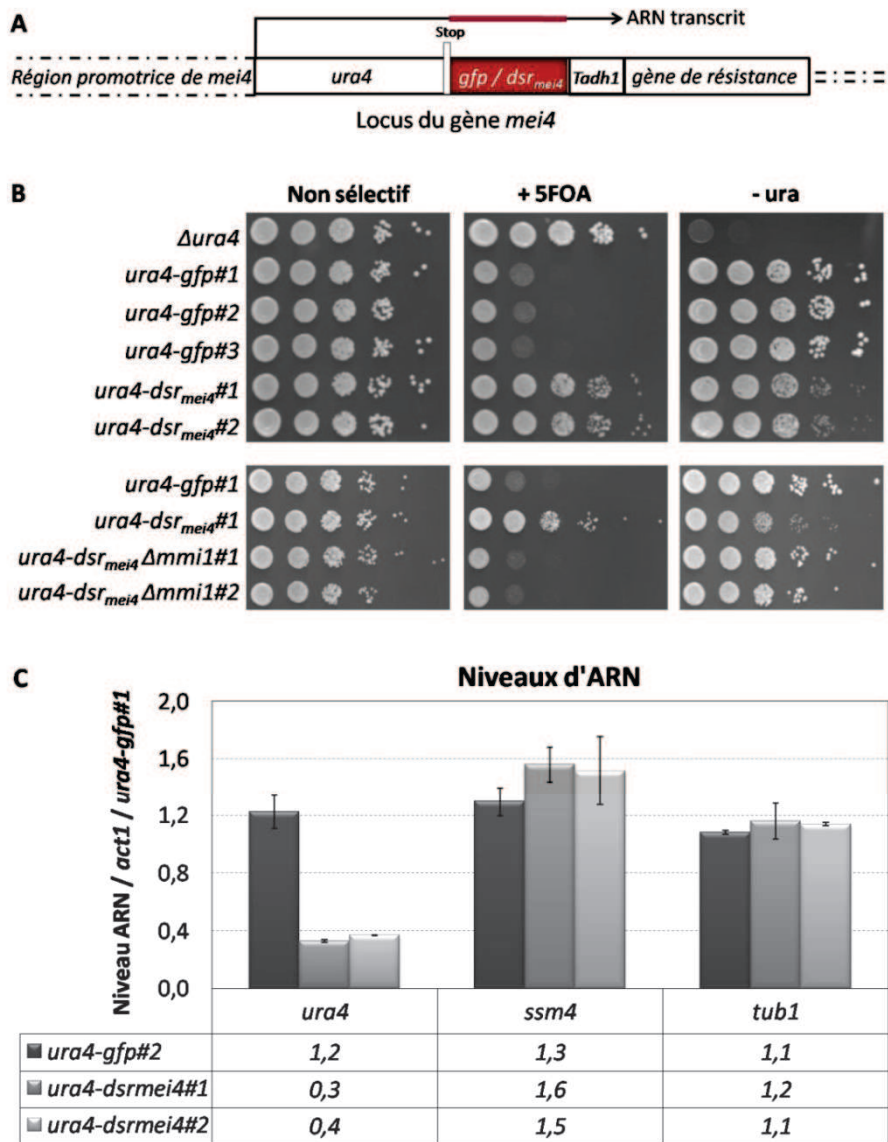 A
ARN transcrit
Stop
Région promotrice de mei4 ura4 gfp / dsrmei4 Tadh1 gène de résistance
Locus du gène mei4
B
Non sélectif + 5FOA - ura
Δura4
ura4-gfp#1
ura4-gfp#2
ura4-gfp#3
ura4-dsrmei4#1
ura4-dsrmei4#2
ura4-gfp#1
ura4-dsrmei4#1
ura4-dsrmei4 Δmmi1#1
ura4-dsrmei4 Δmmi1#2
C
Niveaux d'ARN
Niveau ARN / act1 / ura4-gfp#1
2,0
1,6
1,2
0,8
0,4
0,0
ura4 ssm4 tub1
ura4-gfp#2 1,2 1,3 1,1
ura4-dsrmei4#1 0,3 1,6 1,2
ura4-dsrmei4#2 0,4 1,5 1,1